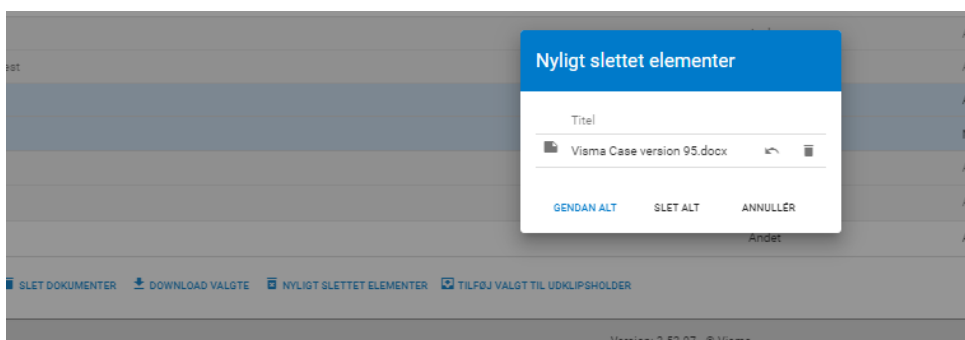 est
Nyligt slettet elementer
Titel
Visma Case version 95.docx
GENDAN ALT SLET ALT ANNULLÉR
Andet
SLET DOKUMENTER DOWNLOAD VALGTE NYLIGT SLETTET ELEMENTER TILFØJ VALGT TIL UDKLIPSHOLDER